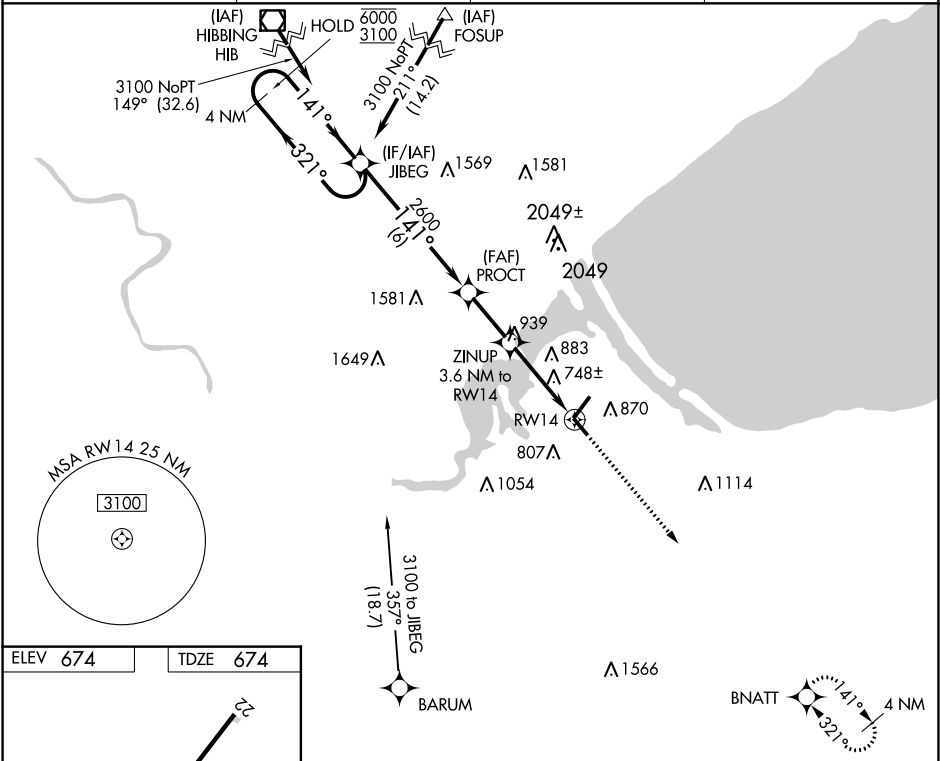 (IAF)
HIBBING
HIB
HOLD
6000
3100
(IAF)
FOSUP
3100 NoPT
149° (32.6)
4 NM
3100 NoPT
211°
(14.2)
141°
321°
(IF/IAF)
JIBEG
1569
1581
2600
141°
(6)
2049±
2049
(FAF)
PROCT
1581
939
1649
ZINUP
3.6 NM to
RW14
883
748±
RW14
870
807
MSA RW14 25 NM
3100
1054
1114
3100 to JIBEG
357°
(18.7)
ELEV 674
TDZE 674
22
BARUM
1566
BNATT
141°
321°
4 NM